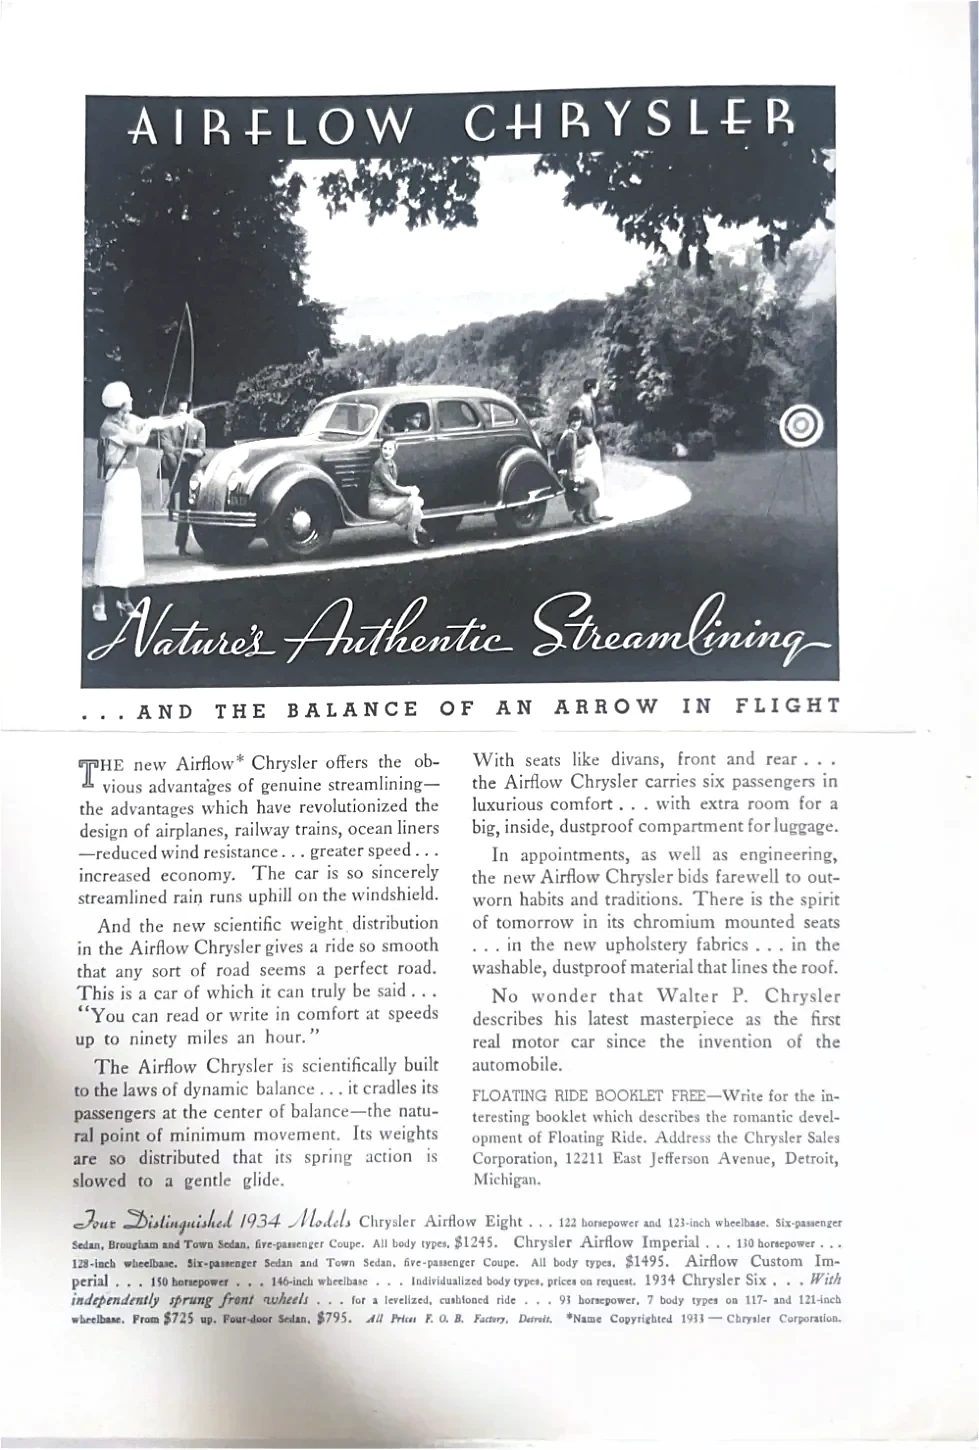 AIRFLOW CHRYSLER
Nature's Authentic Streamlining
...AND THE BALANCE OF AN ARROW IN FLIGHT
THE new Airflow* Chrysler offers the ob-
vious advantages of genuine streamlining—
the advantages which have revolutionized the
design of airplanes, railway trains, ocean liners
—reduced wind resistance... greater speed...
increased economy. The car is so sincerely
streamlined rain runs uphill on the windshield.
And the new scientific weight distribution
in the Airflow Chrysler gives a ride so smooth
that any sort of road seems a perfect road.
This is a car of which it can truly be said...
“You can read or write in comfort at speeds
up to ninety miles an hour.”
The Airflow Chrysler is scientifically built
to the laws of dynamic balance...it cradles its
passengers at the center of balance—the natu-
ral point of minimum movement. Its weights
are so distributed that its spring action is
slowed to a gentle glide.
With seats like divans, front and rear...
the Airflow Chrysler carries six passengers in
luxurious comfort... with extra room for a
big, inside, dustproof compartment for luggage.
In appointments, as well as engineering,
the new Airflow Chrysler bids farewell to out-
worn habits and traditions. There is the spirit
of tomorrow in its chromium mounted seats
...in the new upholstery fabrics...in the
washable, dustproof material that lines the roof.
No wonder that Walter P. Chrysler
describes his latest masterpiece as the first
real motor car since the invention of the
automobile.
FLOATING RIDE BOOKLET FREE—Write for the in-
teresting booklet which describes the romantic devel-
opment of Floating Ride. Address the Chrysler Sales
Corporation, 12211 East Jefferson Avenue, Detroit,
Michigan.
Four Distinguished 1934 Models Chrysler Airflow Eight... 122 horsepower and 123-inch wheelbase. Six-passenger
Sedan, Brougham and Town Sedan, five-passenger Coupe. All body types, $1245. Chrysler Airflow Imperial... 130 horsepower...
128-inch wheelbase. Six-passenger Sedan and Town Sedan, five-passenger Coupe. All body types, $1495. Airflow Custom Im-
perial... 150 horsepower... 146-inch wheelbase... Individualized body types, prices on request. 1934 Chrysler Six... With
independently sprung front wheels... for a levelized, cushioned ride... 93 horsepower, 7 body types on 117- and 121-inch
wheelbase. From $725 up. Four-door Sedan, $795. All Prices F. O. B. Factory, Detroit. *Name Copyrighted 1933—Chrysler Corporation.